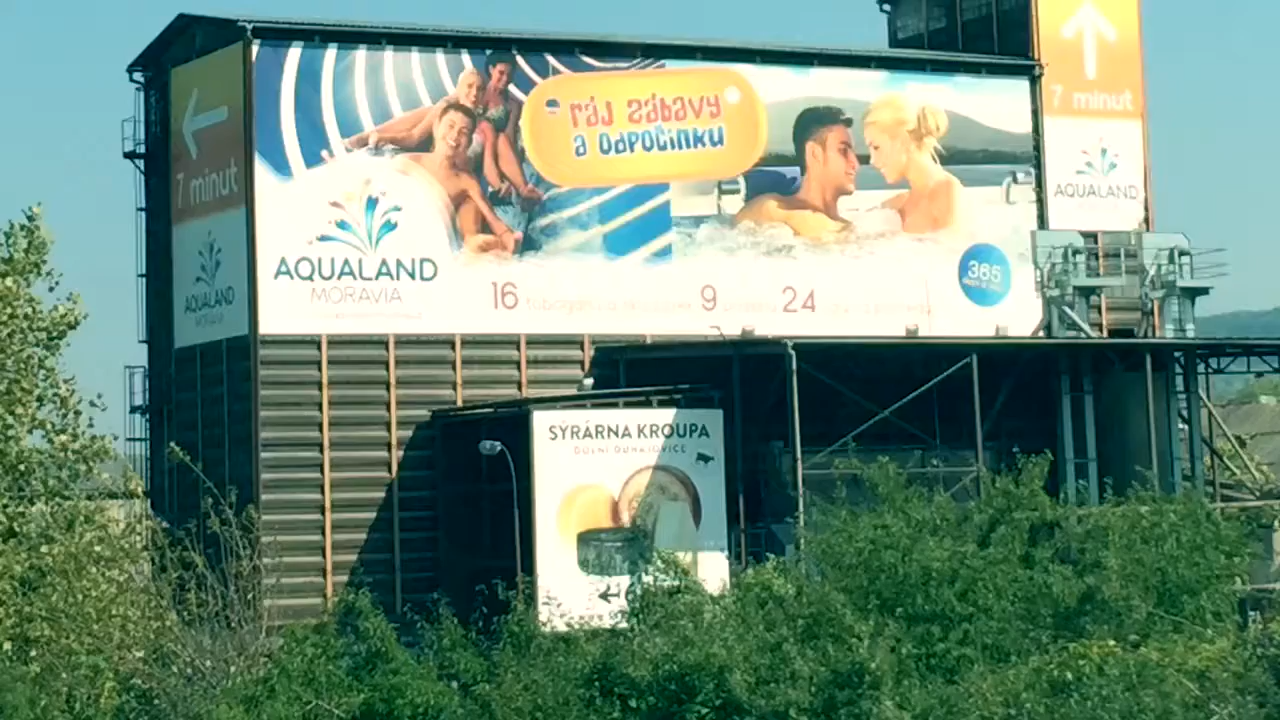 7 minut
AQUALAND
MORAVIA
ráj zábavy
a odpočinku
AQUALAND
MORAVIA
16
9
24
365
7 minut
AQUALAND
SÝRÁRNA KROUPA
DOLNÍ DUNAJOVICE